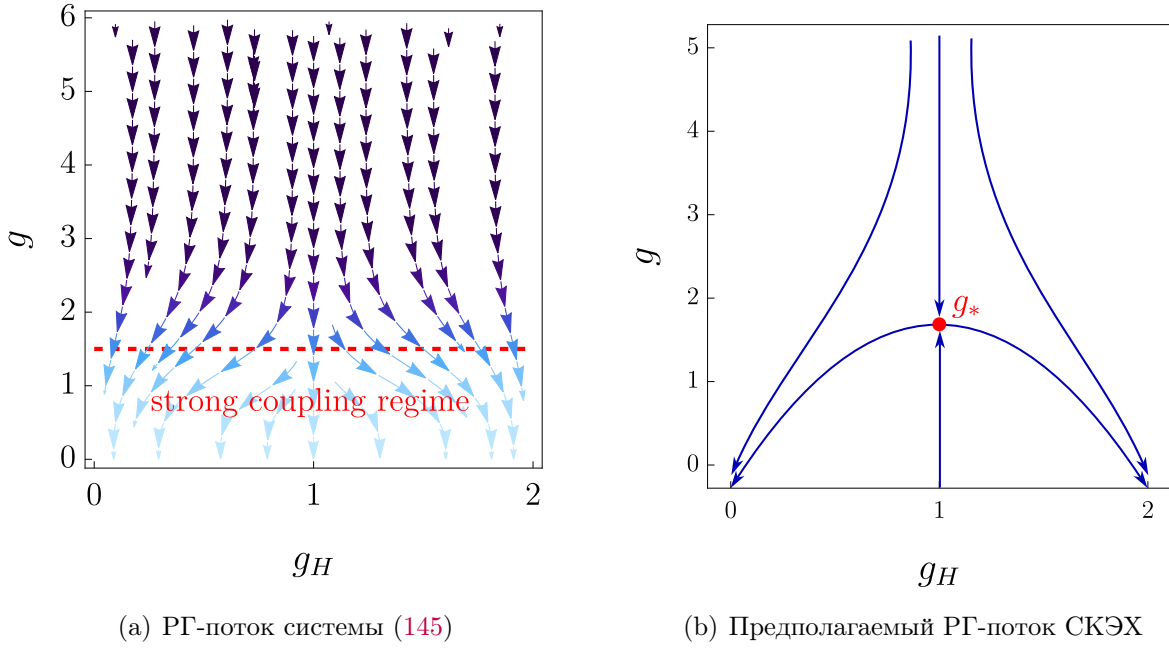 6
5
4
3
2
1
0
g
strong coupling regime
0 1 2
g_H
(a) РГ-поток системы (145)
5
4
3
2
1
0
g
g_*
0 1 2
g_H
(b) Предполагаемый РГ-поток СКЭХ